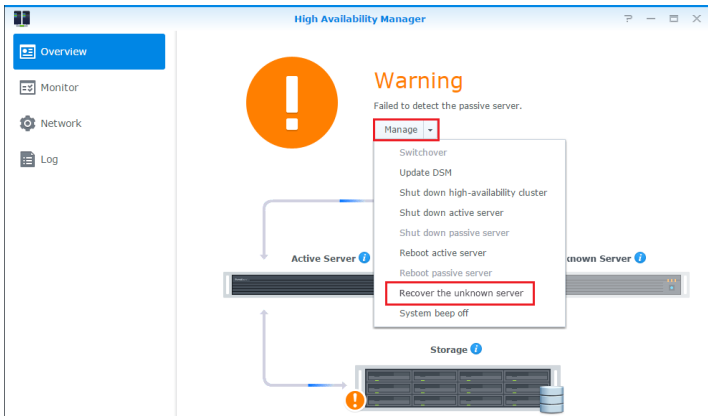 High Availability Manager
Overview
Monitor
Network
Log
Warning
Failed to detect the passive server.
Manage
Switchover
Update DSM
Shut down high-availability cluster
Shut down active server
Shut down passive server
Reboot active server
Reboot passive server
Recover the unknown server
System beep off
Active Server
known Server
Storage